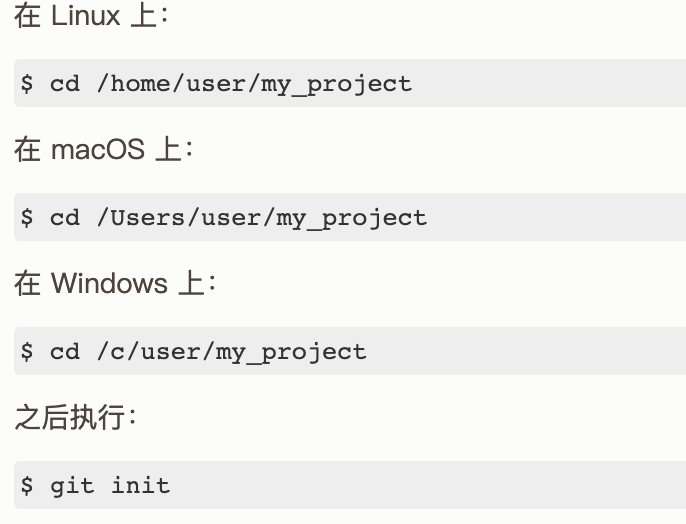 在 Linux 上：
$ cd /home/user/my_project
在 macOS 上：
$ cd /Users/user/my_project
在 Windows 上：
$ cd /c/user/my_project
之后执行：
$ git init